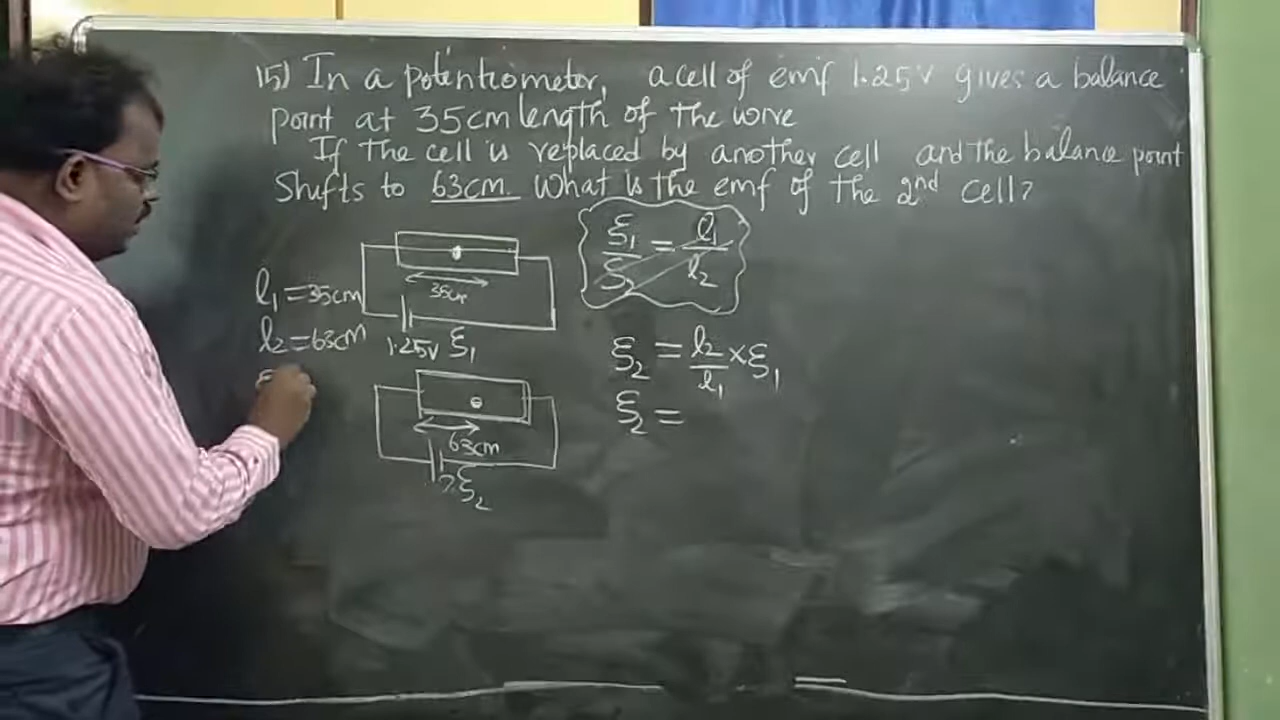 15) In a potentiometer, a cell of emf 1.25V gives a balance
point at 35cm length of the wire
If the cell is replaced by another cell and the balance point
Shifts to 63cm. What is the emf of the 2nd cell?
ξ1/ξ2 = l1/l2
35cm
l1 = 35cm
l2 = 63cm
1.25V ξ1
ξ2 = l2/l1 × ξ1
ξ2 =
63cm
? ξ2